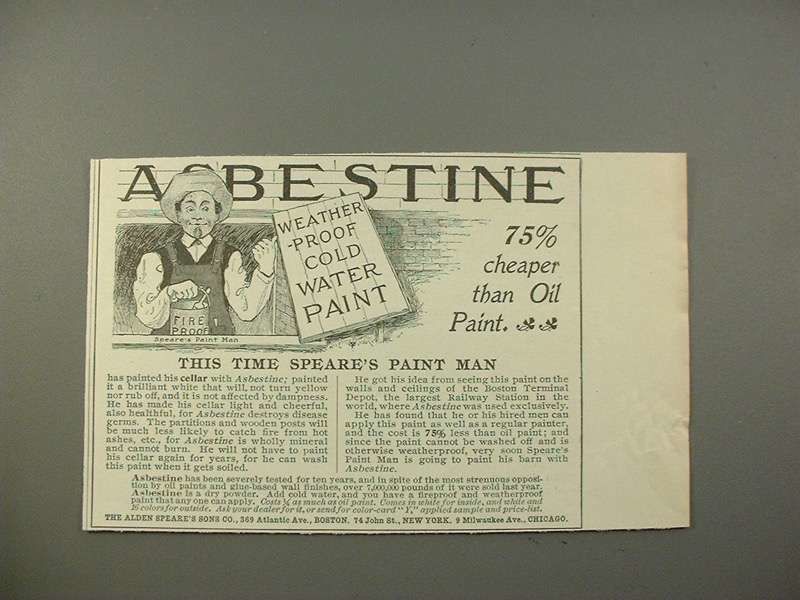 ASBESTINE
WEATHER
-PROOF
COLD
WATER
PAINT
75%
cheaper
than Oil
Paint.
FIRE
PROOF
Speare's Paint Man
THIS TIME SPEARE'S PAINT MAN
has painted his cellar with Asbestine; painted
it a brilliant white that will not turn yellow
nor rub off, and it is not affected by dampness.
He has made his cellar light and cheerful,
also healthful, for Asbestine destroys disease
germs. The partitions and wooden posts will
be much less likely to catch fire from hot
ashes, etc., for Asbestine is wholly mineral
and cannot burn. He will not have to paint
his cellar again for years, for he can wash
this paint when it gets soiled.
He got his idea from seeing this paint on the
walls and ceilings of the Boston Terminal
Depot, the largest Railway Station in the
world, where Asbestine was used exclusively.
He has found that he or his hired men can
apply this paint as well as a regular painter,
and the cost is 75% less than oil paint; and
since the paint cannot be washed off and is
otherwise weatherproof, very soon Speare's
Paint Man is going to paint his barn with
Asbestine.
Asbestine has been severely tested for ten years, and in spite of the most strenuous opposi-
tion by oil paints and glue-based wall finishes, over 7,000,000 pounds of it were sold last year.
Asbestine is a dry powder. Add cold water, and you have a fireproof and weatherproof
paint that any one can apply. Costs ¼ as much as oil paint. Comes in white for inside, and white and
16 colors for outside. Ask your dealer for it, or send for color-card "Y," applied sample and price-list.
THE ALDEN SPEARE'S SONS CO., 369 Atlantic Ave., BOSTON. 74 John St., NEW YORK. 9 Milwaukee Ave., CHICAGO.